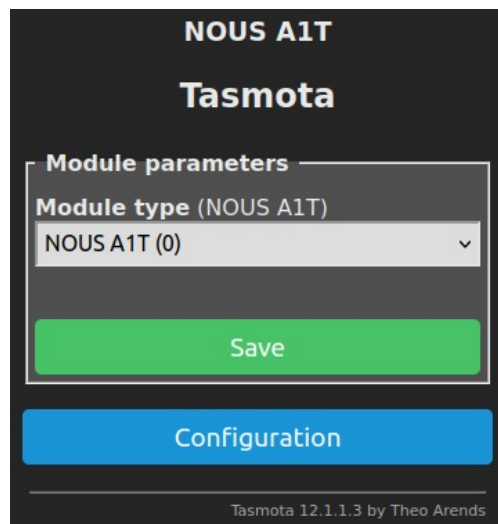 NOUS A1T
Tasmota
Module parameters
Module type (NOUS A1T)
NOUS A1T (0)
Save
Configuration
Tasmota 12.1.1.3 by Theo Arends